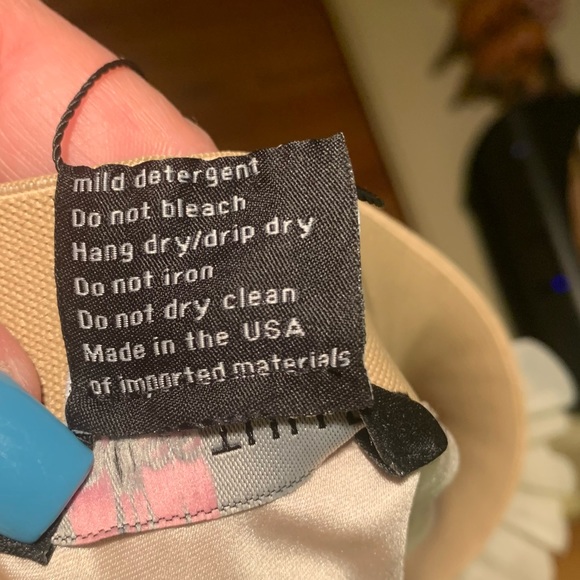 mild detergent
Do not bleach
Hang dry/drip dry
Do not iron
Do not dry clean
Made in the USA
of imported materials